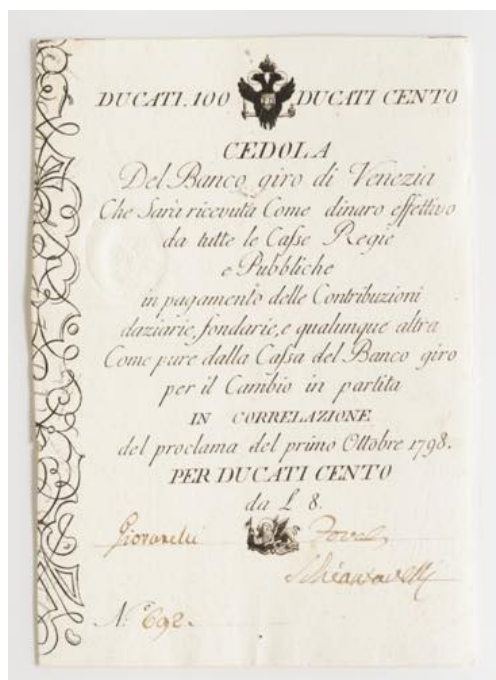 DUCATI. 100 DUCATI CENTO
CEDOLA
Del Banco giro di Venezia
Che Sarà ricevuta Come dinaro effettivo
da tutte le Casse Regie
e Pubbliche
in pagamento delle Contribuzioni
daziarie, fondarie, e qualunque altra
Come pure dalla Cassa del Banco giro
per il Cambio in partita
IN CORRELAZIONE
del proclama del primo Ottobre 1798.
PER DUCATI CENTO
da L 8.
Giovanelli
N.º 692.